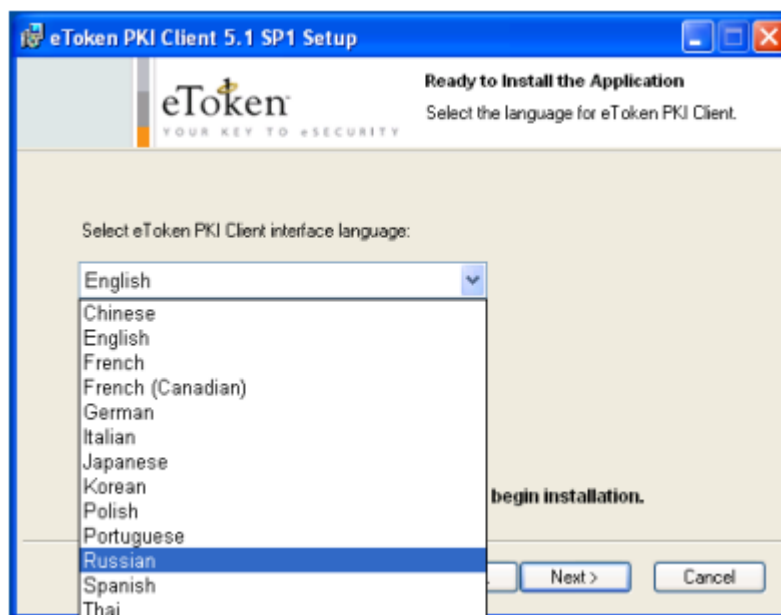 eToken PKI Client 5.1 SP1 Setup
eToken
YOUR KEY TO eSECURITY
Ready to Install the Application
Select the language for eToken PKI Client.
Select eToken PKI Client interface language:
English
Chinese
English
French
French (Canadian)
German
Italian
Japanese
Korean
Polish
Portuguese
Russian
Spanish
Thai
begin installation.
Next >
Cancel